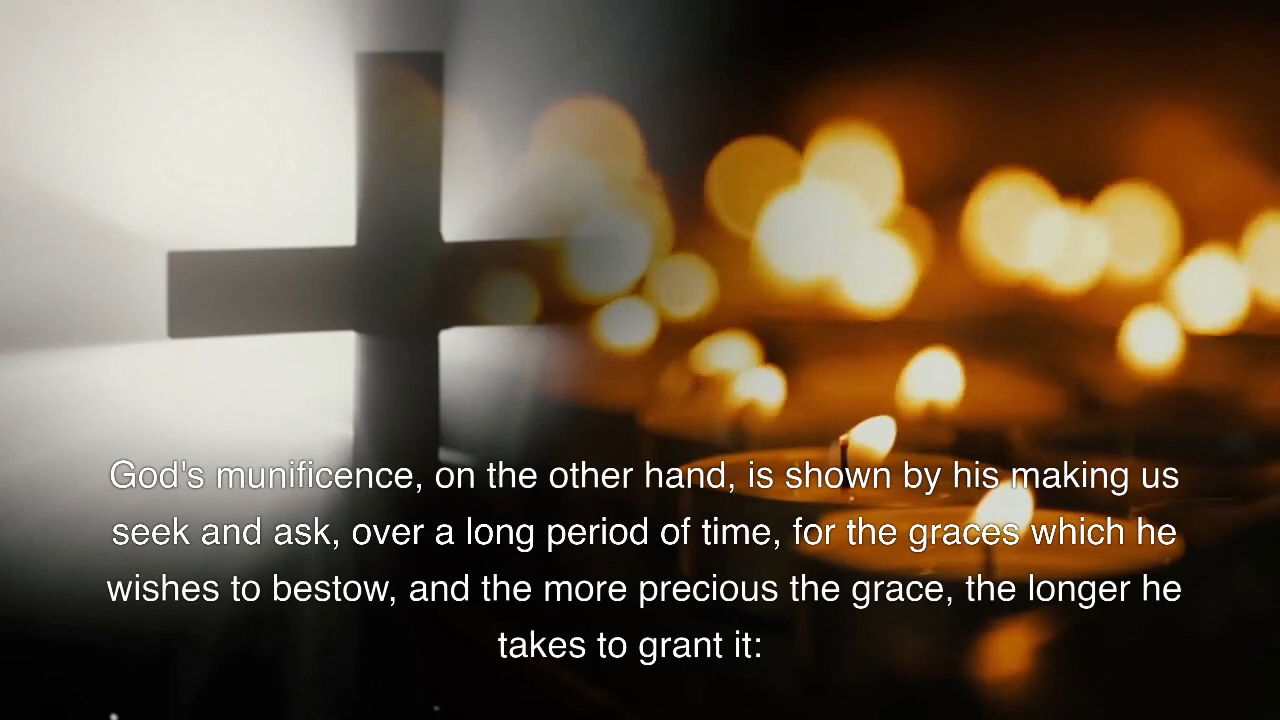 God's munificence, on the other hand, is shown by his making us
seek and ask, over a long period of time, for the graces which he
wishes to bestow, and the more precious the grace, the longer he
takes to grant it: